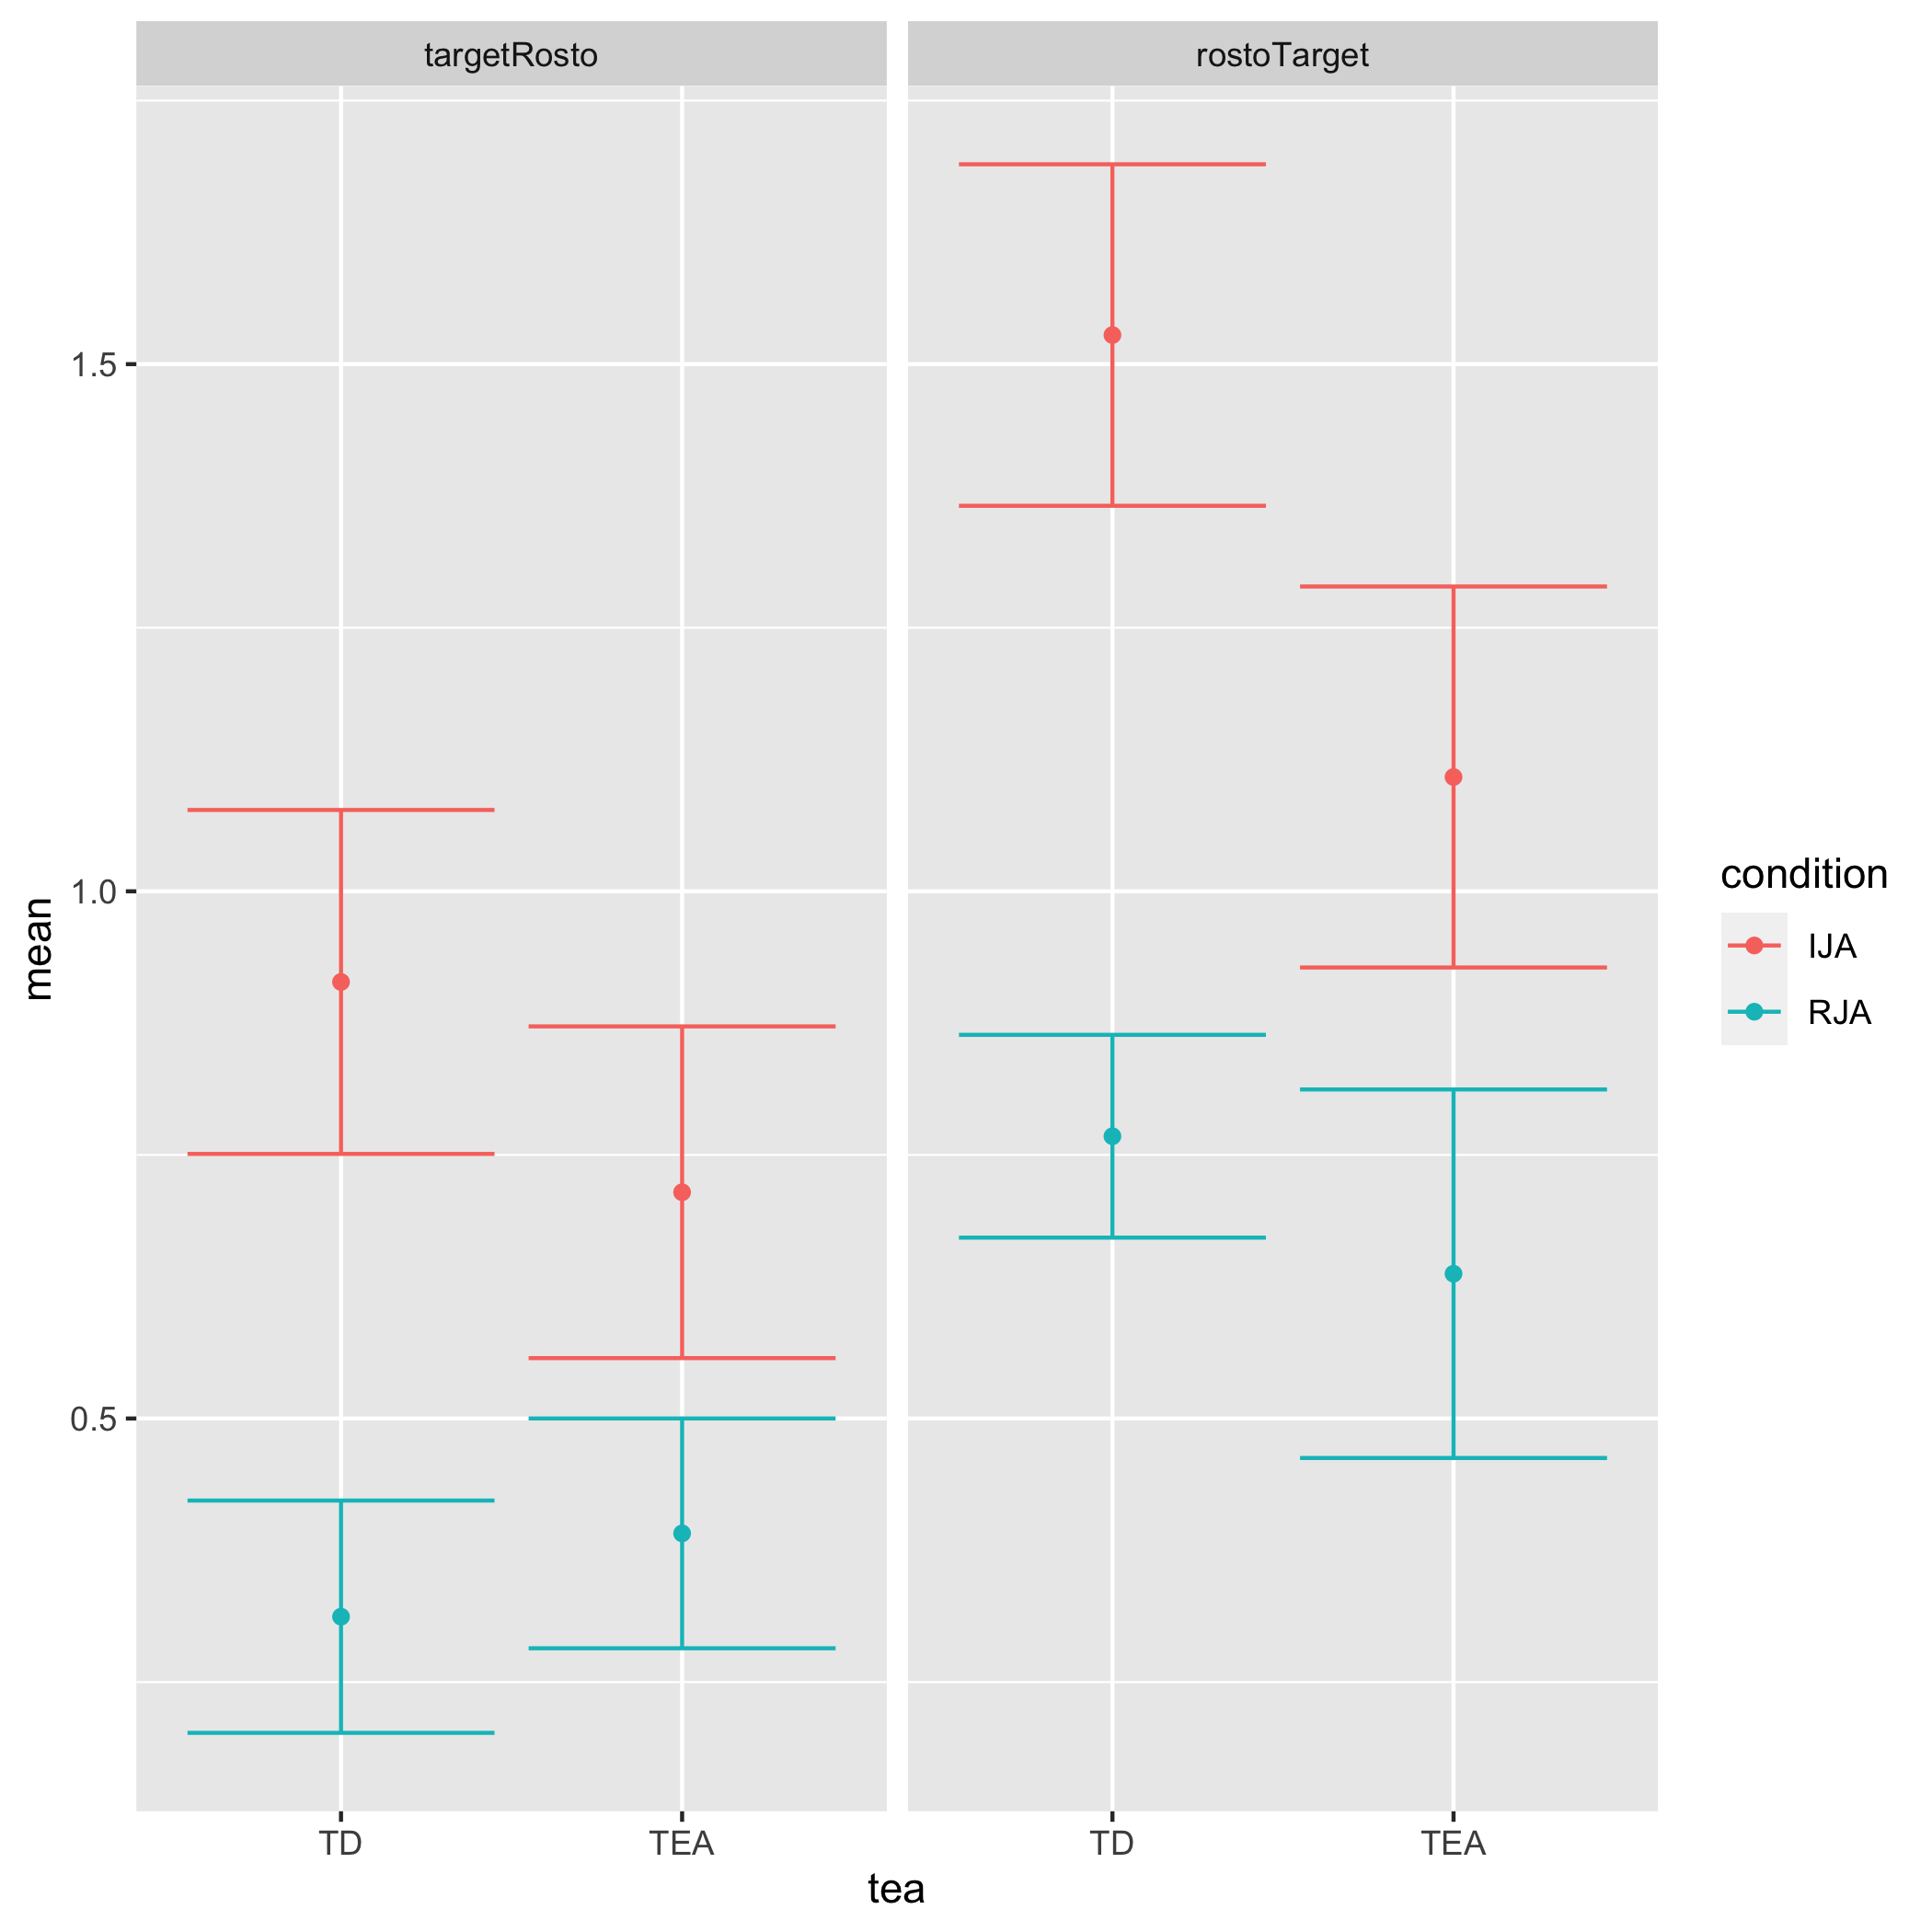 targetRosto
rostoTarget
mean
1.5
1.0
0.5
TD
TEA
TD
TEA
tea
condition
IJA
RJA